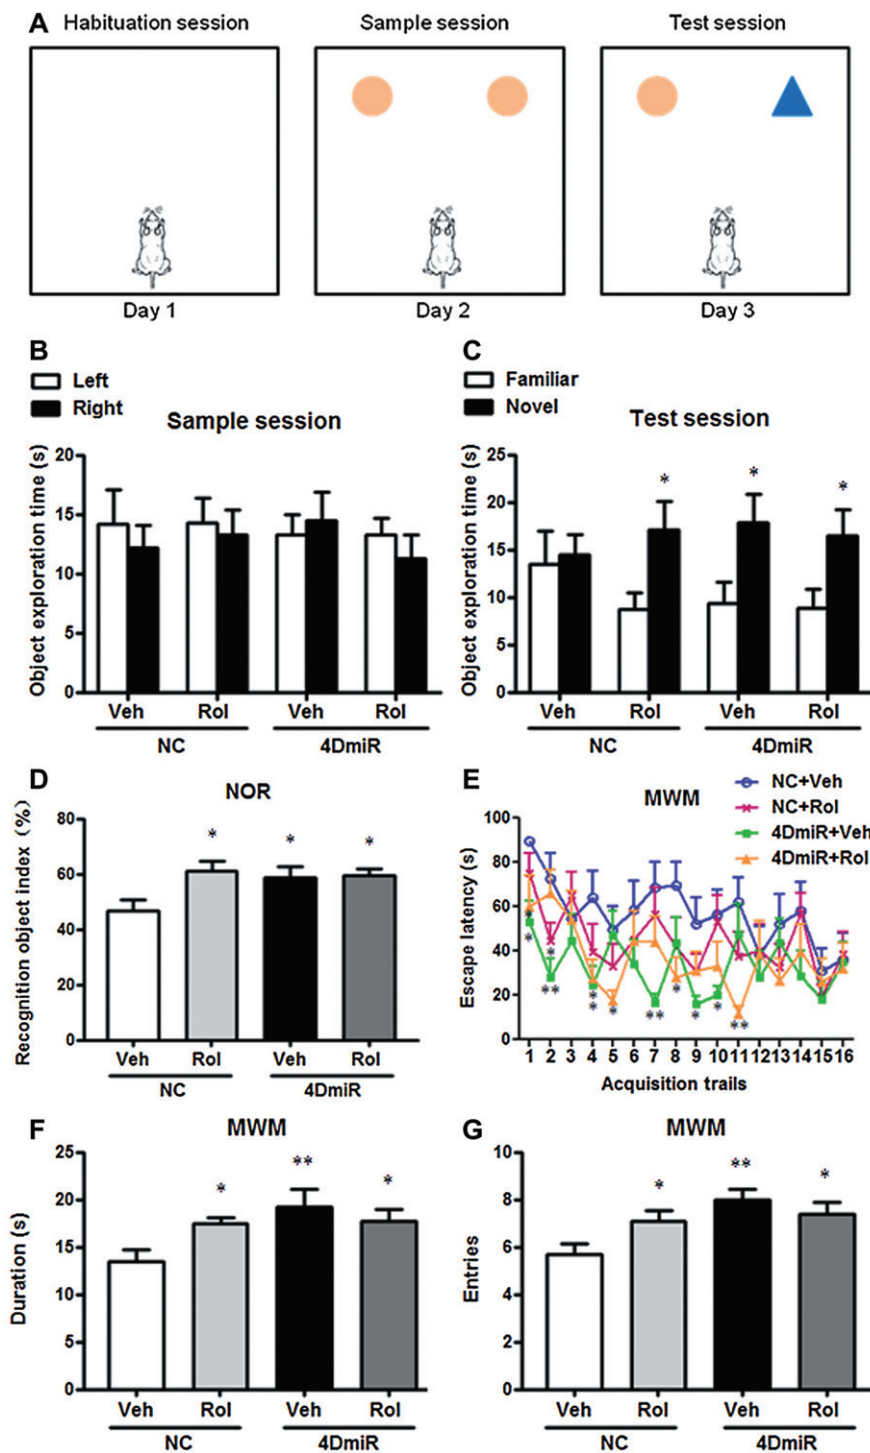 A
Habituation session
Sample session
Test session
Day 1
Day 2
Day 3
B
Left
Right
Sample session
Object exploration time (s)
20
15
10
5
0
Veh
Rol
Veh
Rol
NC
4DmiR
C
Familiar
Novel
Test session
Object exploration time (s)
25
20
15
10
5
0
*
*
*
Veh
Rol
Veh
Rol
NC
4DmiR
D
NOR
Recognition object index (%)
80
60
40
20
0
*
*
*
Veh
Rol
Veh
Rol
NC
4DmiR
E
MWM
NC+Veh
NC+Rol
4DmiR+Veh
4DmiR+Rol
Escape latency (s)
100
80
60
40
20
0
*
*
*
**
*
*
*
**
*
*
*
**
1 2 3 4 5 6 7 8 9 10 11 12 13 14 15 16
Acquisition trails
F
MWM
Duration (s)
25
20
15
10
5
0
*
**
*
Veh
Rol
Veh
Rol
NC
4DmiR
G
MWM
Entries
10
8
6
4
2
0
*
**
*
Veh
Rol
Veh
Rol
NC
4DmiR